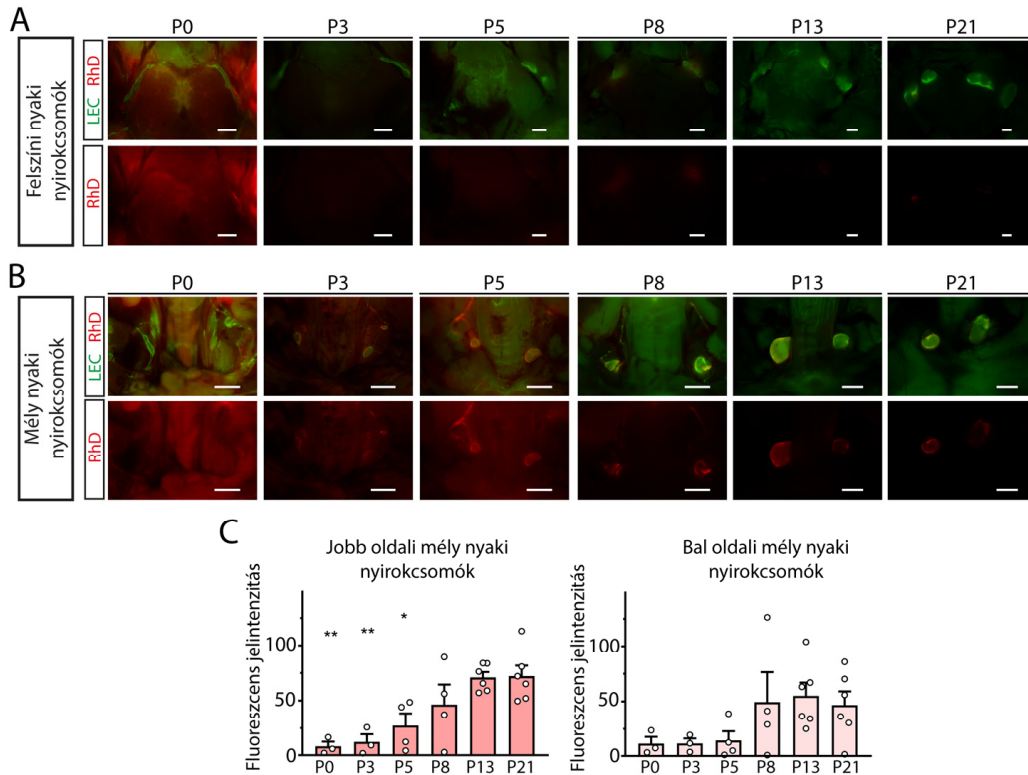 A
P0 P3 P5 P8 P13 P21
Felszíni nyaki
nyirokcsomók
LEC RhD
RhD
B
P0 P3 P5 P8 P13 P21
Mély nyaki
nyirokcsomók
LEC RhD
RhD
C
Jobb oldali mély nyaki
nyirokcsomók
Fluoreszcens jelintenzitás
100
50
0
** ** *
P0 P3 P5 P8 P13 P21
Bal oldali mély nyaki
nyirokcsomók
Fluoreszcens jelintenzitás
100
50
0
P0 P3 P5 P8 P13 P21